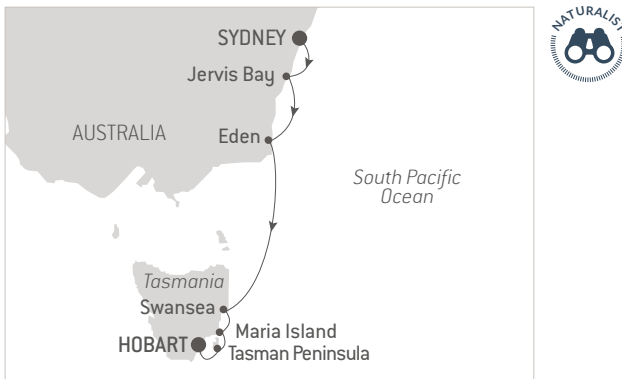 SYDNEY
NATURALIST
Jervis Bay
AUSTRALIA
Eden
South Pacific
Ocean
Tasmania
Swansea
Maria Island
HOBART
Tasman Peninsula